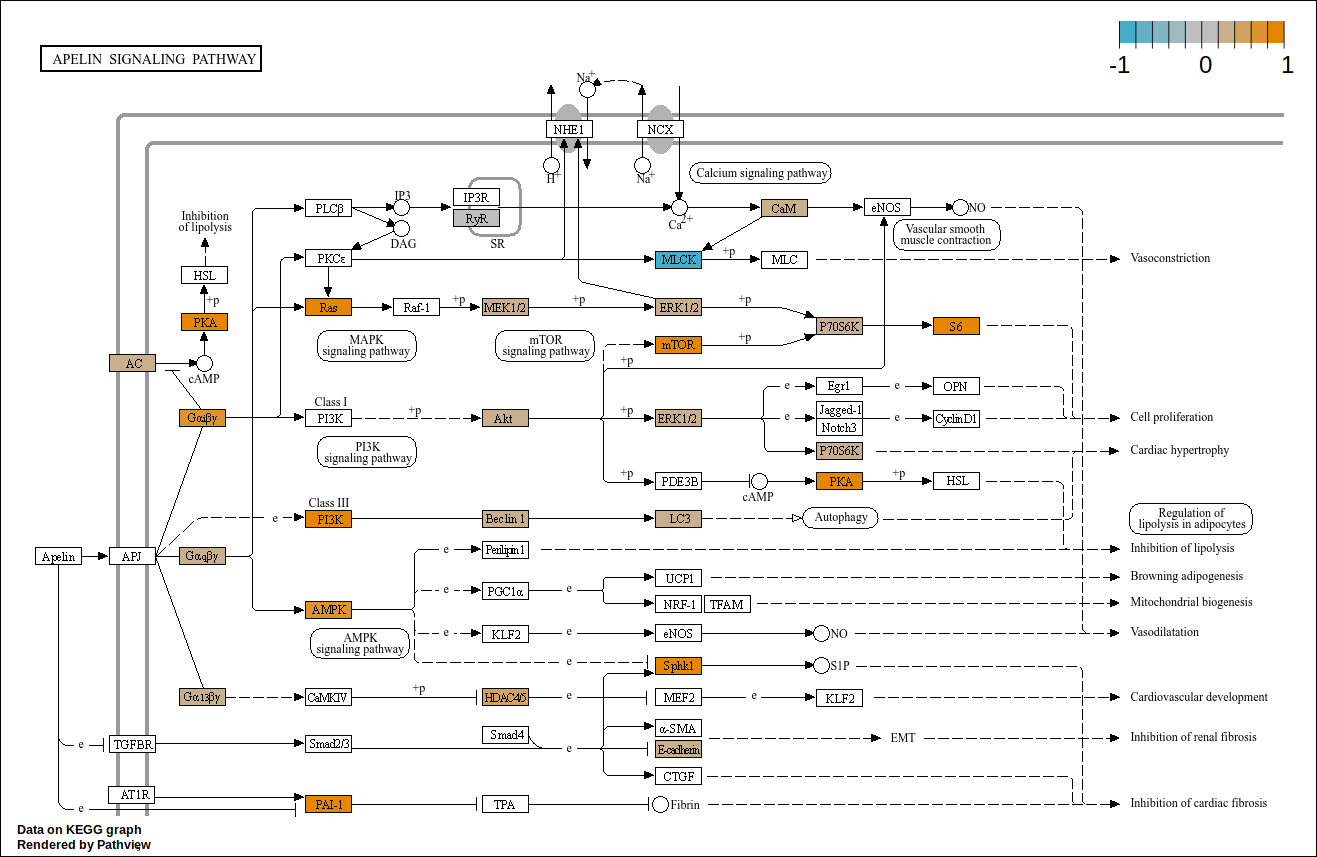 APELIN SIGNALING PATHWAY
-1 0 1
Na+
NHE1
NCX
H+
Na+
Calcium signaling pathway
IP3
IP3R
PLCβ
RyR
CaM
eNOS
NO
Ca2+
Inhibition
of lipolysis
DAG
SR
Vascular smooth
muscle contraction
PKCε
MLCK
+p
MLC
Vasoconstriction
HSL
+p
Ras
Raf-1
+p
MEK1/2
+p
ERK1/2
+p
PKA
P70S6K
S6
MAPK
signaling pathway
mTOR
signaling pathway
mTOR
+p
AC
+p
cAMP
e
Egr1
e
OPN
Class I
Gαiβγ
PI3K
+p
Akt
+p
ERK1/2
e
Jagged-1
Notch3
e
CyclinD1
Cell proliferation
PI3K
signaling pathway
P70S6K
Cardiac hypertrophy
+p
PDE3B
cAMP
PKA
+p
HSL
Class III
e
PI3K
Beclin 1
LC3
Autophagy
Regulation of
lipolysis in adipocytes
Apelin
APJ
Gαqβγ
e
Perilipin1
Inhibition of lipolysis
UCP1
Browning adipogenesis
e
PGC1α
e
NRF-1
TFAM
Mitochondrial biogenesis
AMPK
AMPK
signaling pathway
e
KLF2
e
eNOS
NO
Vasodilatation
e
Sphk1
S1P
Gα13βγ
CaMKIV
+p
HDAC4/5
e
MEF2
e
KLF2
Cardiovascular development
α-SMA
EMT
Inhibition of renal fibrosis
e
TGFBR
Smad2/3
Smad4
e
E-cadherin
CTGF
AT1R
e
PAI-1
TPA
Fibrin
Inhibition of cardiac fibrosis
Data on KEGG graph
Rendered by Pathview